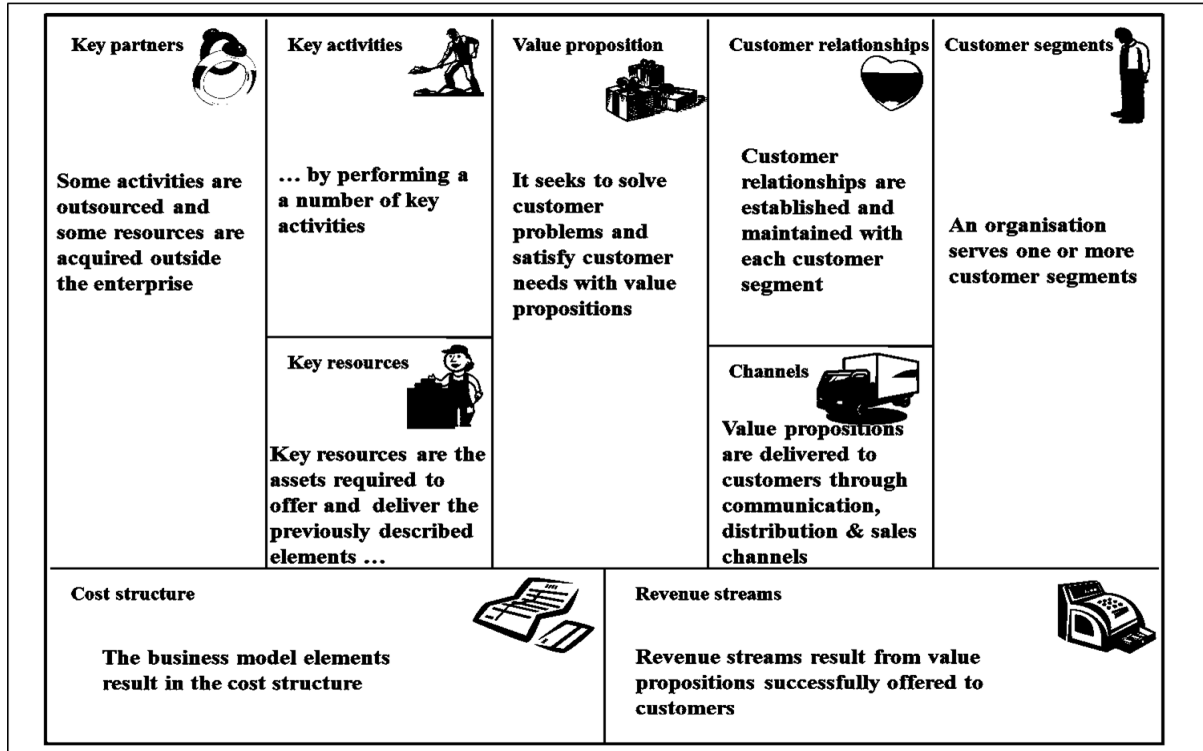 Key partners
Some activities are
outsourced and
some resources are
acquired outside
the enterprise
Key activities
… by performing a
a number of key
activities
Key resources
Key resources are the
assets required to
offer and deliver the
previously described
elements …
Value proposition
It seeks to solve
customer
problems and
satisfy customer
needs with value
propositions
Customer relationships
Customer
relationships are
established and
maintained with
each customer
segment
Channels
Value propositions
are delivered to
customers through
communication,
distribution & sales
channels
Customer segments
An organisation
serves one or more
customer segments
Cost structure
The business model elements
result in the cost structure
Revenue streams
Revenue streams result from value
propositions successfully offered to
customers